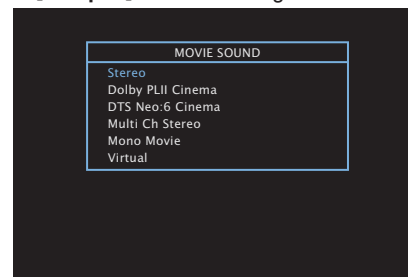 MOVIE SOUND
Stereo
Dolby PLII Cinema
DTS Neo:6 Cinema
Multi Ch Stereo
Mono Movie
Virtual